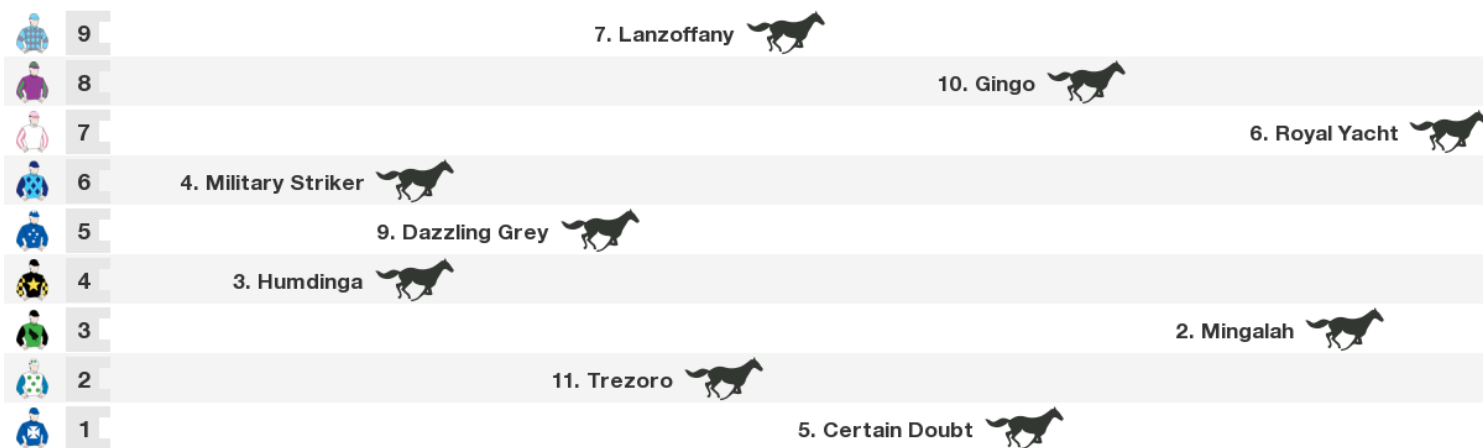 9 7. Lanzoffany
8 10. Gingo
7 6. Royal Yacht
6 4. Military Striker
5 9. Dazzling Grey
4 3. Humdinga
3 2. Mingalah
2 11. Trezoro
1 5. Certain Doubt